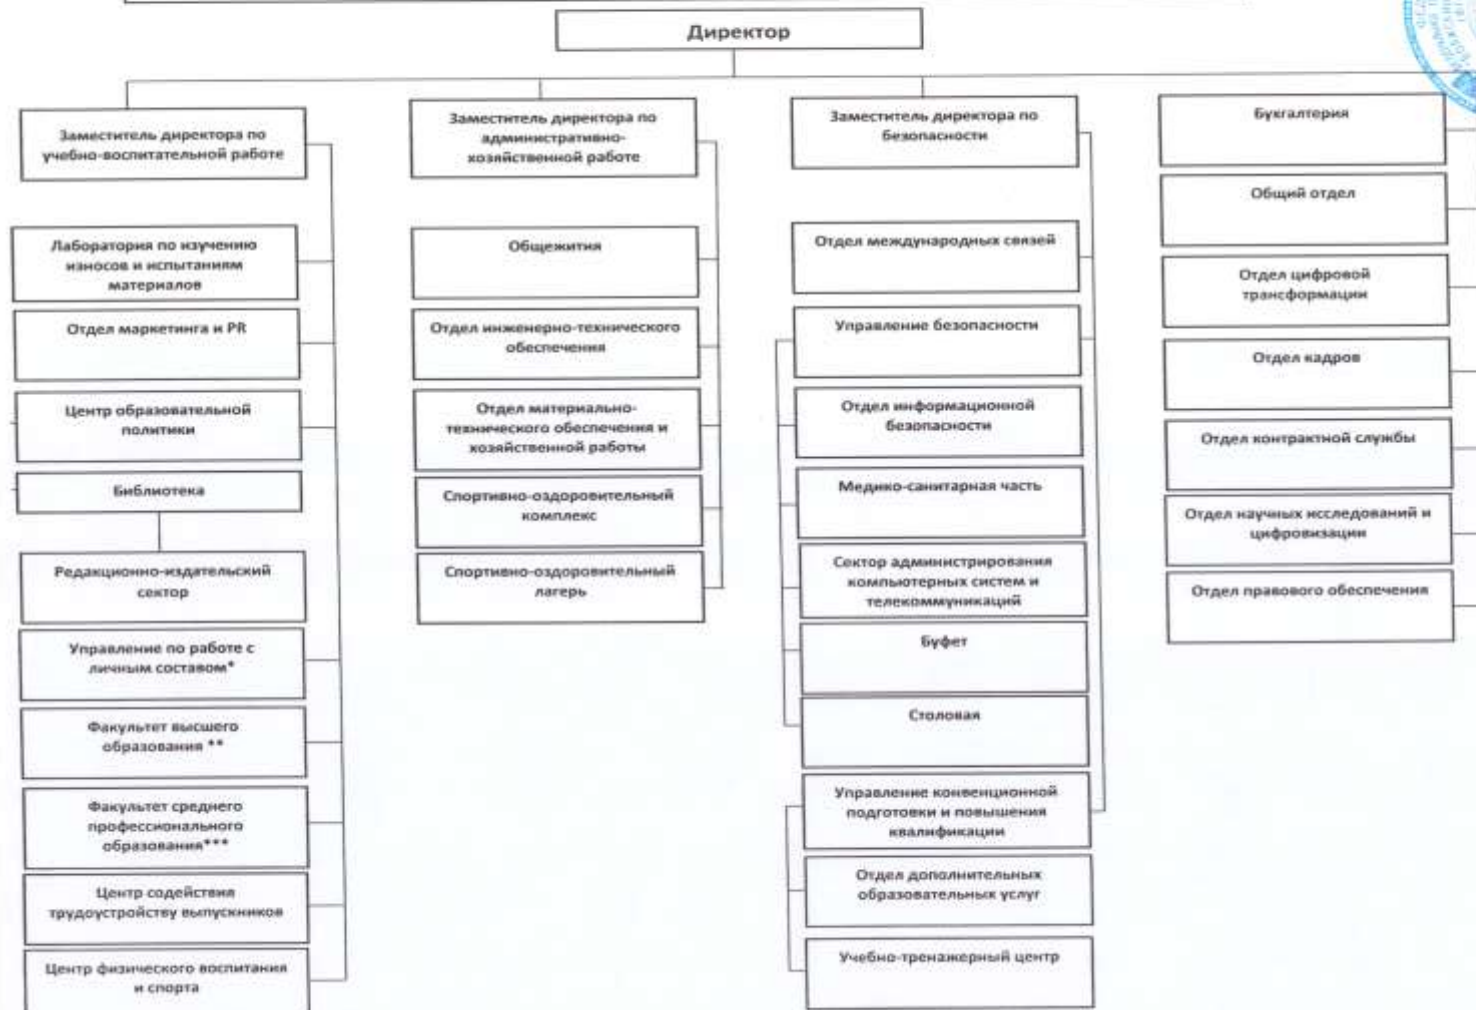 Директор
Заместитель директора по
учебно-воспитательной работе
Лаборатория по изучению
износов и испытаниям
материалов
Отдел маркетинга и PR
Центр образовательной
политики
Библиотека
Редакционно-издательский
сектор
Управление по работе с
личным составом*
Факультет высшего
образования **
Факультет среднего
профессионального
образования***
Центр содействия
трудоустройству выпускников
Центр физического воспитания
и спорта
Заместитель директора по
административно-
хозяйственной работе
Общежития
Отдел инженерно-технического
обеспечения
Отдел материально-
технического обеспечения и
хозяйственной работы
Спортивно-оздоровительный
комплекс
Спортивно-оздоровительный
лагерь
Заместитель директора по
безопасности
Отдел международных связей
Управление безопасности
Отдел информационной
безопасности
Медико-санитарная часть
Сектор администрирования
компьютерных систем и
телекоммуникаций
Буфет
Столовая
Управление конвенционной
подготовки и повышения
квалификации
Отдел дополнительных
образовательных услуг
Учебно-тренажерный центр
Бухгалтерия
Общий отдел
Отдел цифровой
трансформации
Отдел кадров
Отдел контрактной службы
Отдел научных исследований и
цифровизации
Отдел правового обеспечения